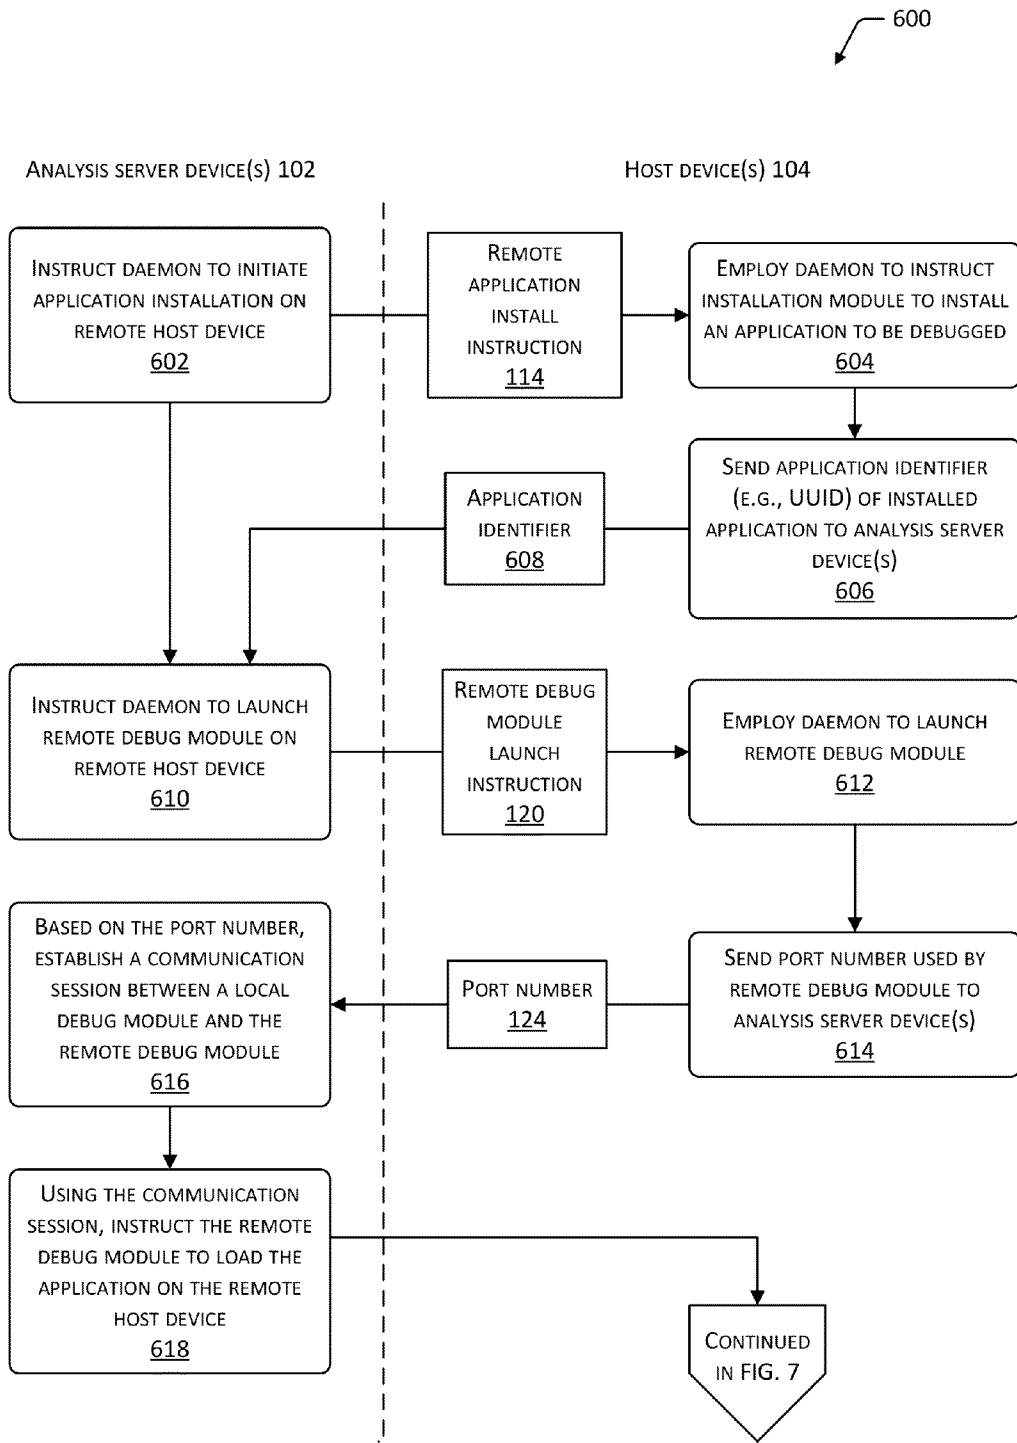 600
ANALYSIS SERVER DEVICE(S) 102
HOST DEVICE(S) 104
INSTRUCT DAEMON TO INITIATE
APPLICATION INSTALLATION ON
REMOTE HOST DEVICE
602
REMOTE
APPLICATION
INSTALL
INSTRUCTION
114
EMPLOY DAEMON TO INSTRUCT
INSTALLATION MODULE TO INSTALL
AN APPLICATION TO BE DEBUGGED
604
SEND APPLICATION IDENTIFIER
(E.G., UUID) OF INSTALLED
APPLICATION TO ANALYSIS SERVER
DEVICE(S)
606
APPLICATION
IDENTIFIER
608
INSTRUCT DAEMON TO LAUNCH
REMOTE DEBUG MODULE ON
REMOTE HOST DEVICE
610
REMOTE DEBUG
MODULE
LAUNCH
INSTRUCTION
120
EMPLOY DAEMON TO LAUNCH
REMOTE DEBUG MODULE
612
SEND PORT NUMBER USED BY
REMOTE DEBUG MODULE TO
ANALYSIS SERVER DEVICE(S)
614
PORT NUMBER
124
BASED ON THE PORT NUMBER,
ESTABLISH A COMMUNICATION
SESSION BETWEEN A LOCAL
DEBUG MODULE AND THE
REMOTE DEBUG MODULE
616
USING THE COMMUNICATION
SESSION, INSTRUCT THE REMOTE
DEBUG MODULE TO LOAD THE
APPLICATION ON THE REMOTE
HOST DEVICE
618
CONTINUED
IN FIG. 7